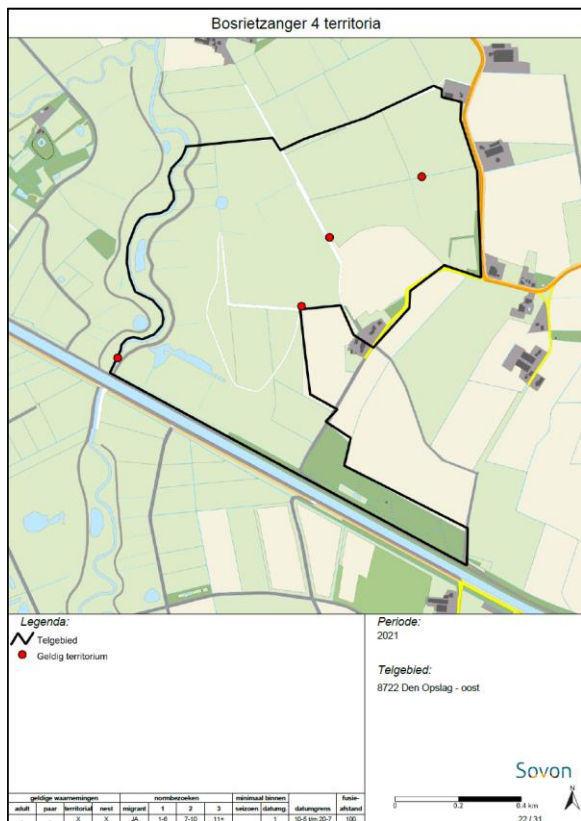 Bosrietzanger 4 territoria
Legenda:
Telgebied
Geldig territorium
Periode:
2021
Telgebied:
8722 Den Opslag - oost
Sovon
0 0.2 0.4 km
N
22 / 31
geldige waarnemingen normbezoeken minimaal binnen fusie-
adult paar territoriaal nest migrant 1 2 3 seizoen datumg. datumgrens afstand
. . X X JA 1-6 7-10 11+ . 1 10-5 t/m 20-7 100